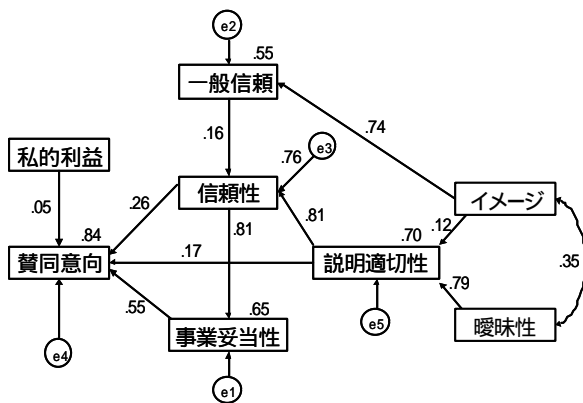 e2
.55
一般信頼
.74
.16
e3
.76
私的利益
信頼性
イメージ
.05
.26
.81
.81
.12
.84
.70
賛同意向
.17
説明適切性
.35
.79
.55
.65
曖昧性
e4
事業妥当性
e5
e1